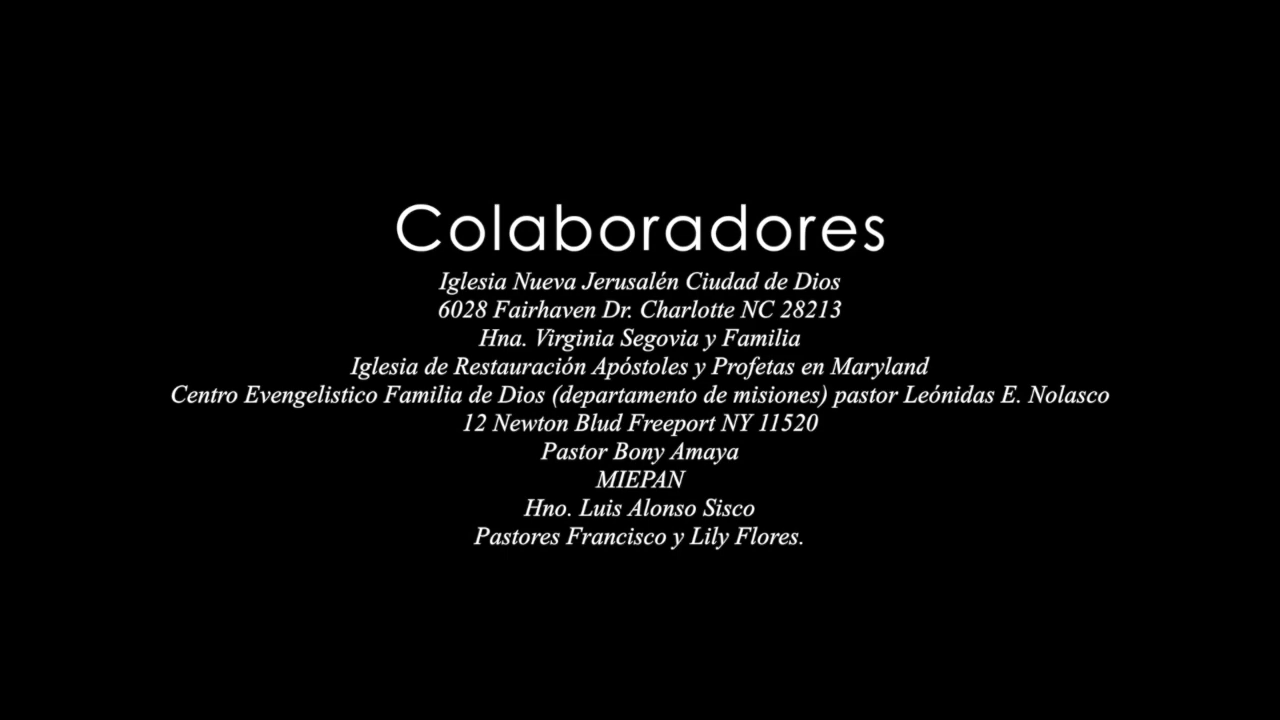 Colaboradores
Iglesia Nueva Jerusalén Ciudad de Dios
6028 Fairhaven Dr. Charlotte NC 28213
Hna. Virginia Segovia y Familia
Iglesia de Restauración Apóstoles y Profetas en Maryland
Centro Evengelistico Familia de Dios (departamento de misiones) pastor Leónidas E. Nolasco
12 Newton Blud Freeport NY 11520
Pastor Bony Amaya
MIEPAN
Hno. Luis Alonso Sisco
Pastores Francisco y Lily Flores.